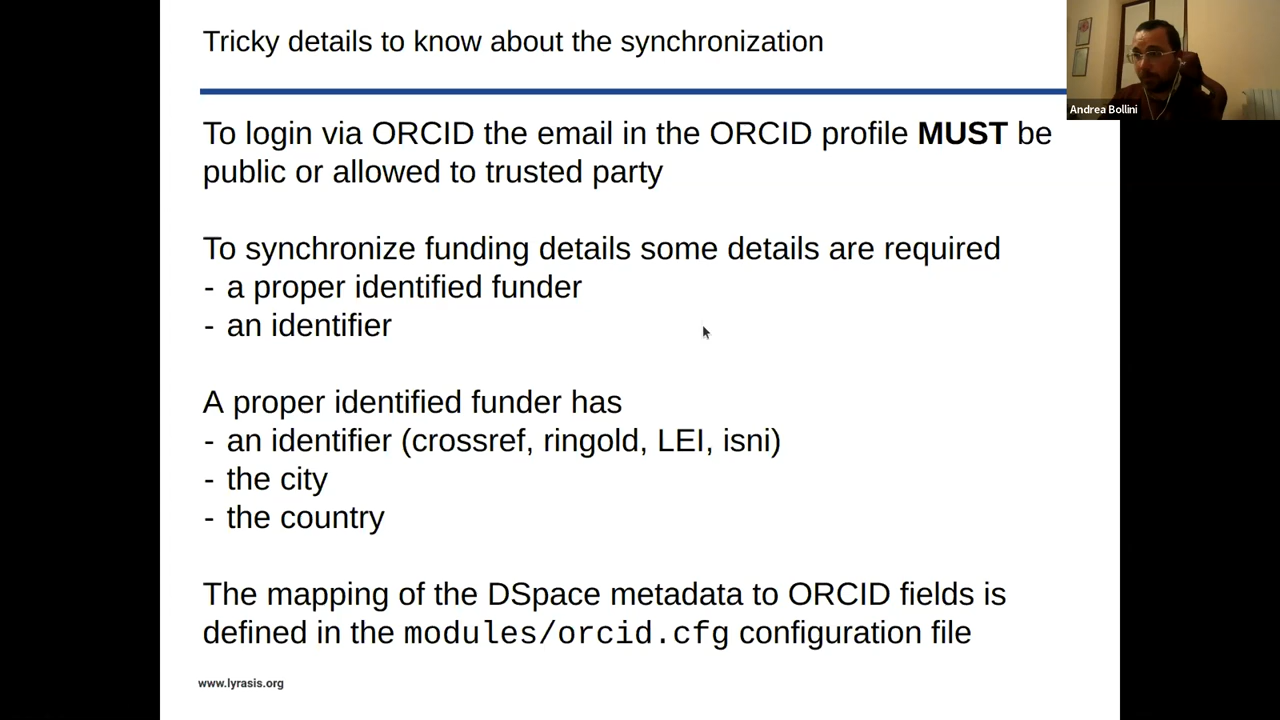 Tricky details to know about the synchronization
Andrea Bollini
To login via ORCID the email in the ORCID profile MUST be
public or allowed to trusted party
To synchronize funding details some details are required
- a proper identified funder
- an identifier
A proper identified funder has
- an identifier (crossref, ringold, LEI, isni)
- the city
- the country
The mapping of the DSpace metadata to ORCID fields is
defined in the modules/orcid.cfg configuration file
www.lyrasis.org